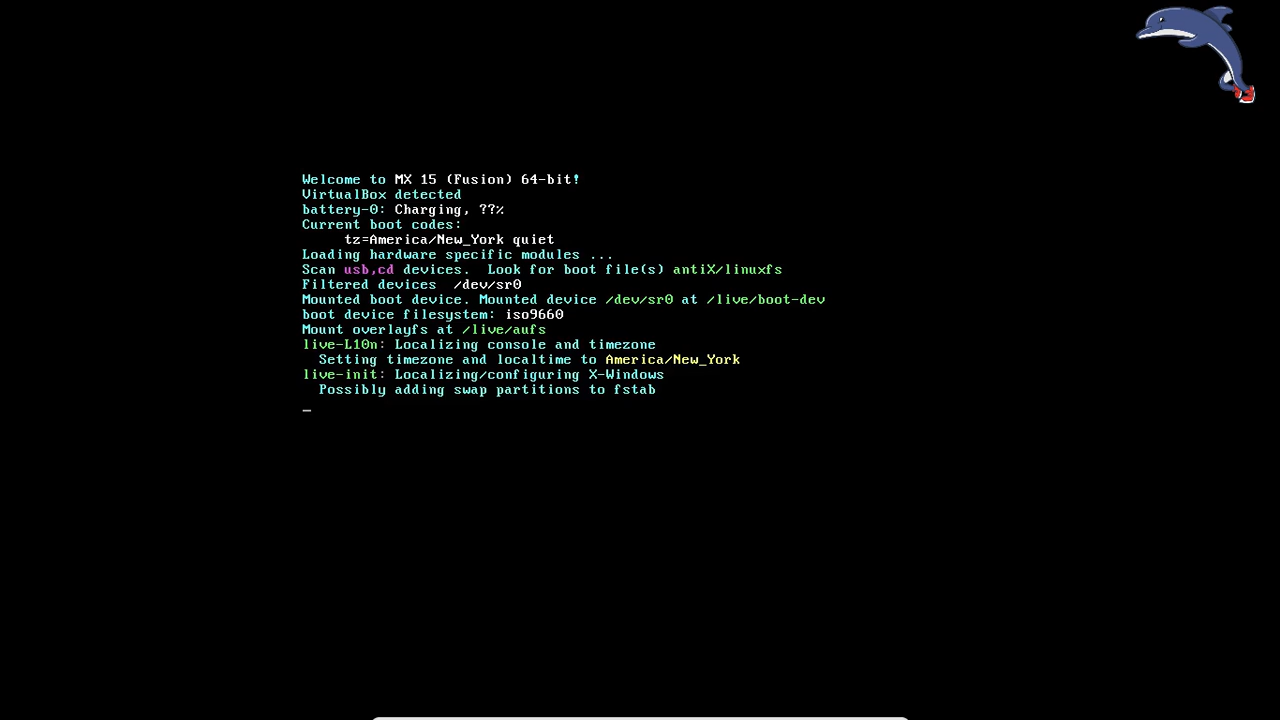 Welcome to MX 15 (Fusion) 64-bit!
VirtualBox detected
battery-0: Charging, ??%
Current boot codes:
tz=America/New_York quiet
Loading hardware specific modules ...
Scan usb,cd devices.  Look for boot file(s) antiX/linuxfs
Filtered devices  /dev/sr0
Mounted boot device. Mounted device /dev/sr0 at /live/boot-dev
boot device filesystem: iso9660
Mount overlayfs at /live/aufs
live-L10n: Localizing console and timezone
Setting timezone and localtime to America/New_York
live-init: Localizing/configuring X-Windows
Possibly adding swap partitions to fstab
_